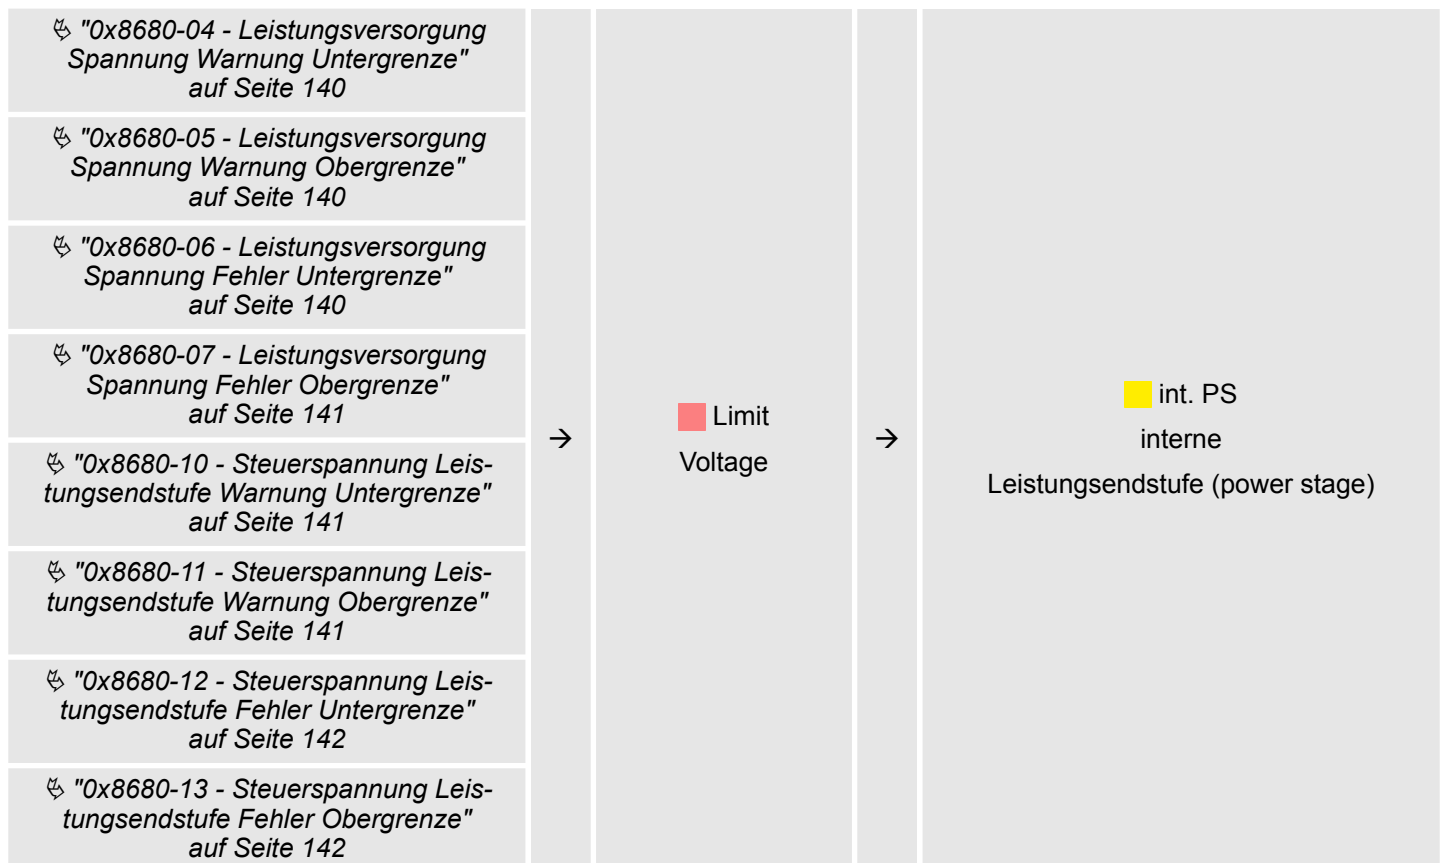 ↳ "0x8680-04 - Leistungsversorgung
Spannung Warnung Untergrenze"
auf Seite 140
↳ "0x8680-05 - Leistungsversorgung
Spannung Warnung Obergrenze"
auf Seite 140
↳ "0x8680-06 - Leistungsversorgung
Spannung Fehler Untergrenze"
auf Seite 140
↳ "0x8680-07 - Leistungsversorgung
Spannung Fehler Obergrenze"
auf Seite 141
↳ "0x8680-10 - Steuerspannung Leis-
tungsendstufe Warnung Untergrenze"
auf Seite 141
↳ "0x8680-11 - Steuerspannung Leis-
tungsendstufe Warnung Obergrenze"
auf Seite 141
↳ "0x8680-12 - Steuerspannung Leis-
tungsendstufe Fehler Untergrenze"
auf Seite 142
↳ "0x8680-13 - Steuerspannung Leis-
tungsendstufe Fehler Obergrenze"
auf Seite 142
→
Limit
Voltage
→
int. PS
interne
Leistungsendstufe (power stage)